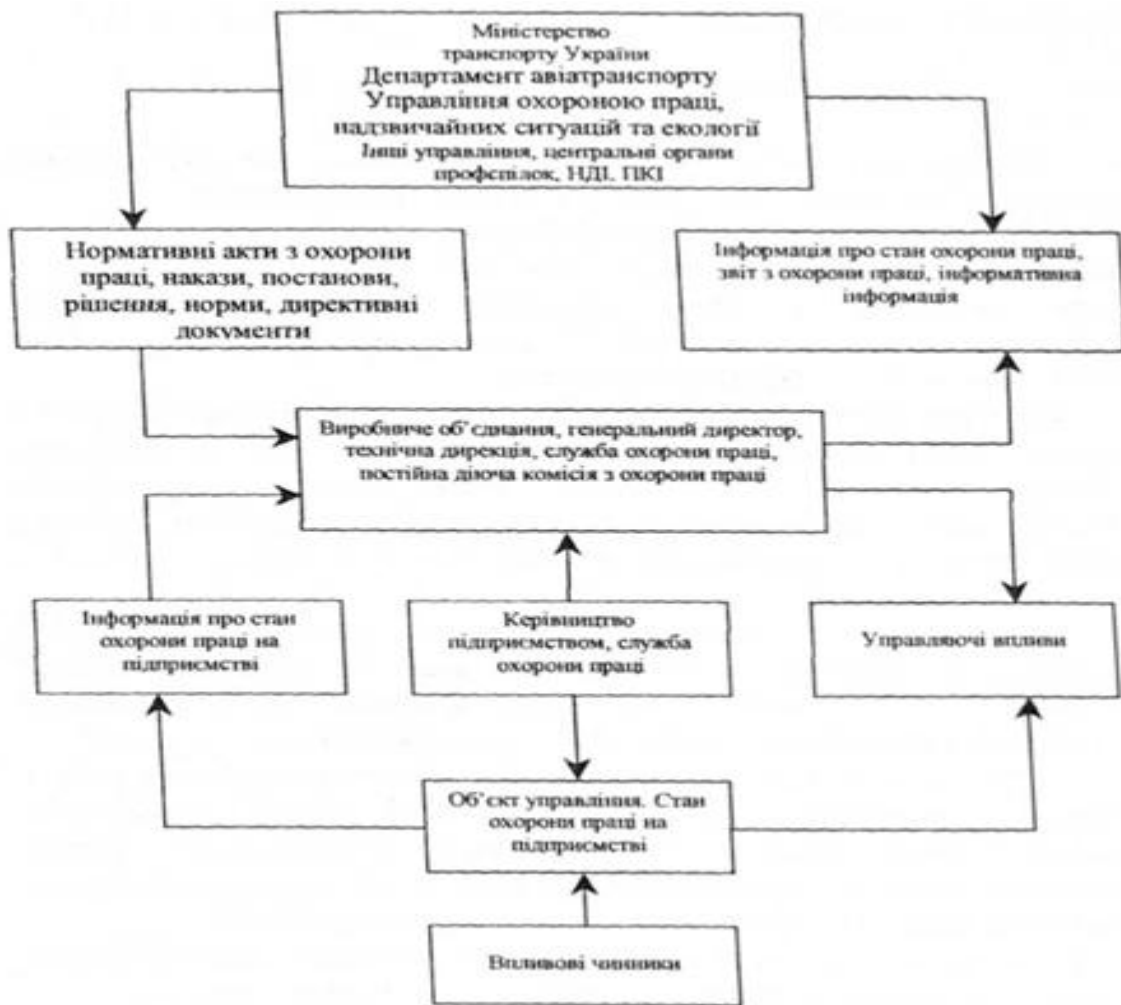 Міністерство
транспорту України
Департамент авіатранспорту
Управління охороною праці,
надзвичайних ситуацій та екології
Інші управління, центральні органи
профспілок, НДІ, ПКІ
Нормативні акти з охорони
праці, накази, постанови,
рішення, норми, директивні
документи
Інформація про стан охорони праці,
звіт з охорони праці, інформативна
інформація
Виробниче об’єднання, генеральний директор,
технічна дирекція, служба охорони праці,
постійна діюча комісія з охорони праці
Інформація про стан
охорони праці на
підприємстві
Керівництво
підприємством, служба
охорони праці
Управляючі впливи
Об’єкт управління. Стан
охорони праці на
підприємстві
Впливові чинники